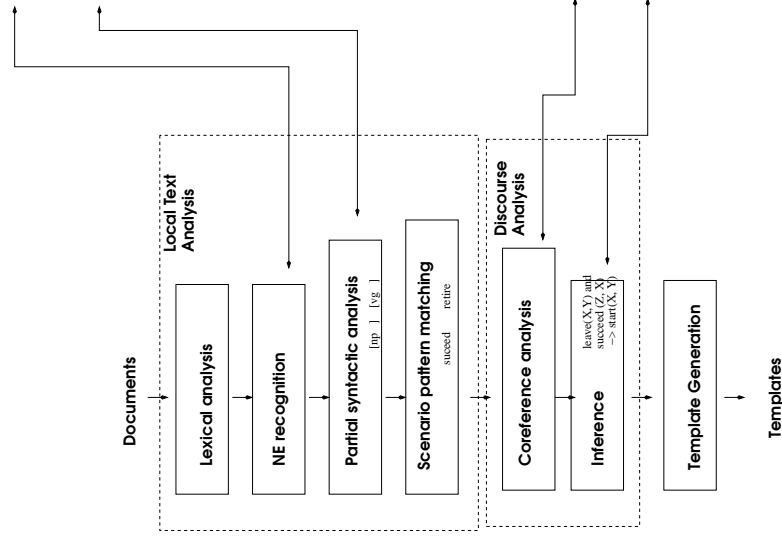 Documents
Local Text
Analysis
Lexical analysis
NE recognition
Partial syntactic analysis
[np ] [vg ]
Scenario pattern matching
succeed retire
Discourse
Analysis
Coreference analysis
Inference
leave(X,Y) and
succeed (Z, X)
–> start(X, Y)
Template Generation
Templates